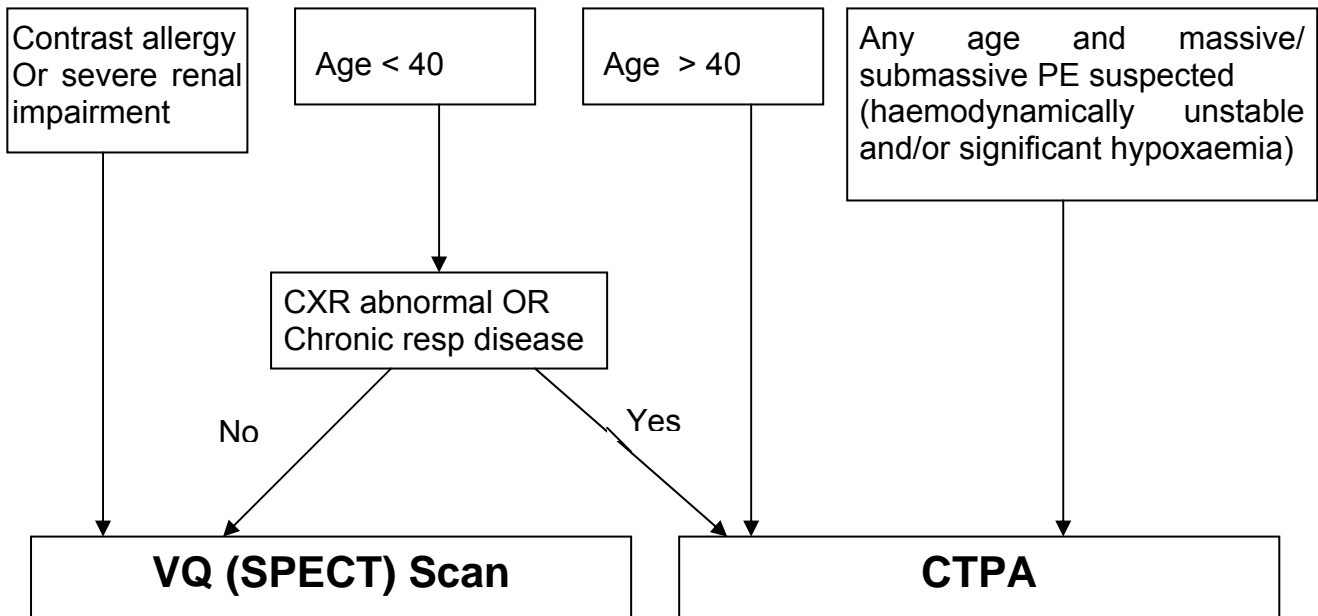 Contrast allergy
Or severe renal
impairment
Age < 40
Age > 40
Any age and massive/
submassive PE suspected
(haemodynamically unstable
and/or significant hypoxaemia)
CXR abnormal OR
Chronic resp disease
No
Yes
VQ (SPECT) Scan
CTPA